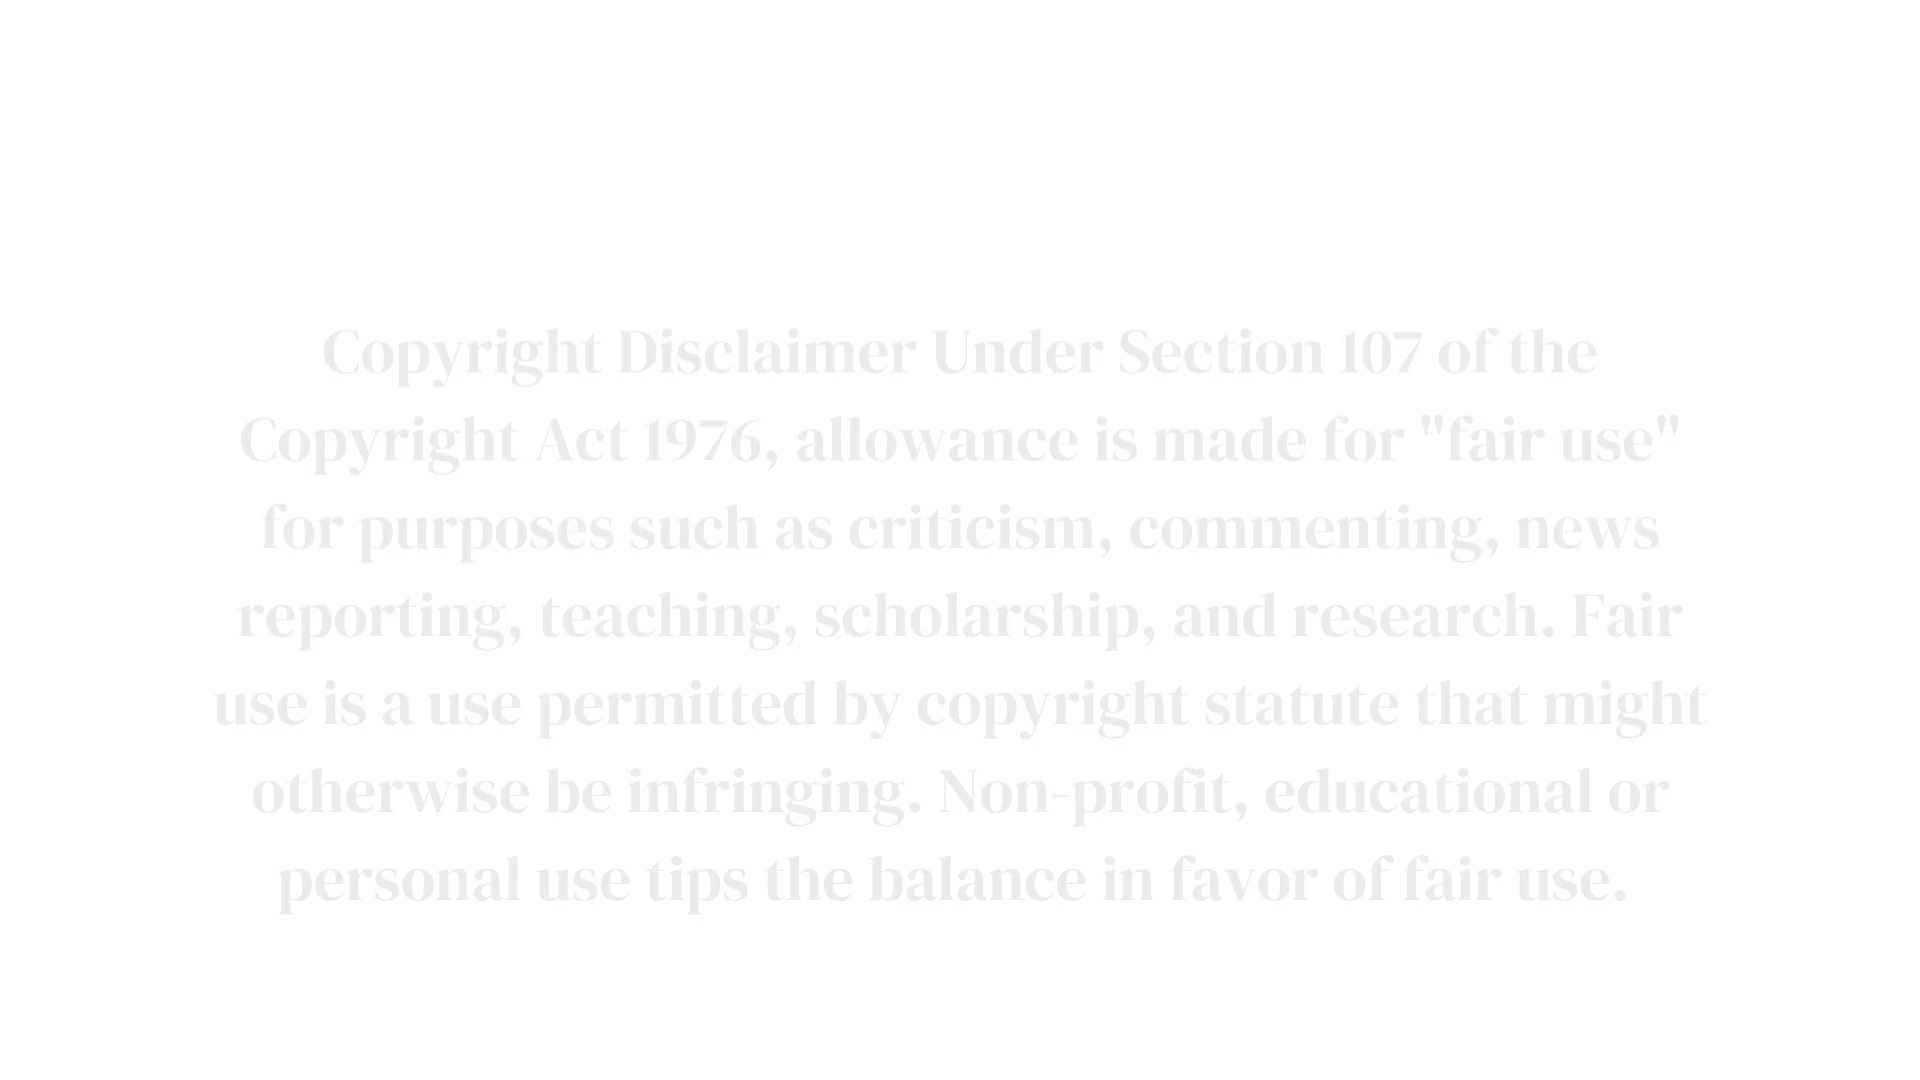 Copyright Disclaimer Under Section 107 of the
Copyright Act 1976, allowance is made for "fair use"
for purposes such as criticism, commenting, news
reporting, teaching, scholarship, and research. Fair
use is a use permitted by copyright statute that might
otherwise be infringing. Non-profit, educational or
personal use tips the balance in favor of fair use.